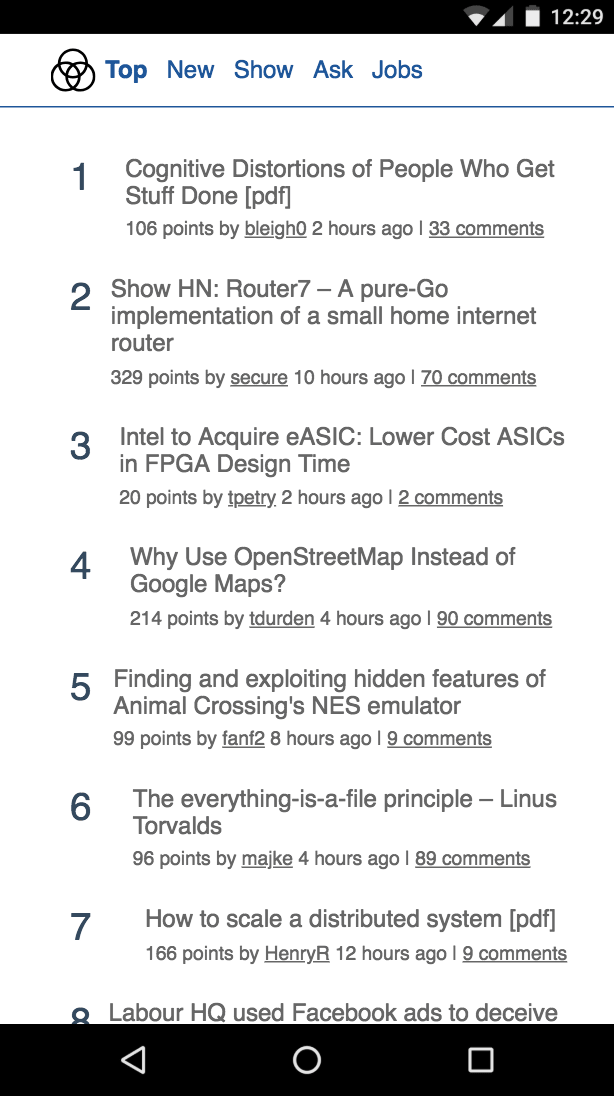 12:29
Top New Show Ask Jobs
1
Cognitive Distortions of People Who Get
Stuff Done [pdf]
106 points by bleigh0 2 hours ago | 33 comments
2
Show HN: Router7 – A pure-Go
implementation of a small home internet
router
329 points by secure 10 hours ago | 70 comments
3
Intel to Acquire eASIC: Lower Cost ASICs
in FPGA Design Time
20 points by tpetry 2 hours ago | 2 comments
4
Why Use OpenStreetMap Instead of
Google Maps?
214 points by tdurden 4 hours ago | 90 comments
5
Finding and exploiting hidden features of
Animal Crossing's NES emulator
99 points by fanf2 8 hours ago | 9 comments
6
The everything-is-a-file principle – Linus
Torvalds
96 points by majke 4 hours ago | 89 comments
7
How to scale a distributed system [pdf]
166 points by HenryR 12 hours ago | 9 comments
8
Labour HQ used Facebook ads to deceive